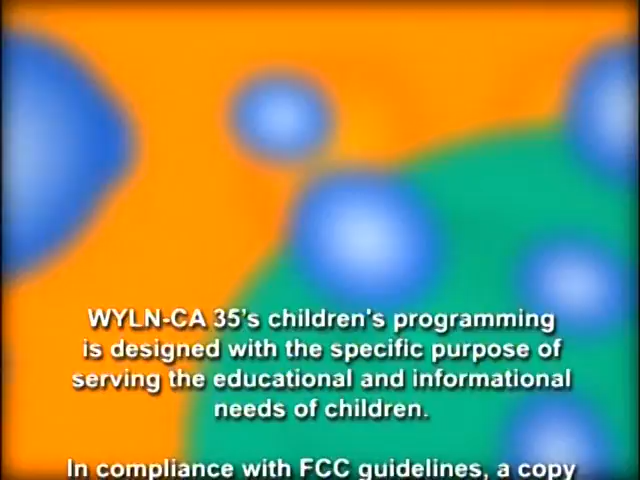 WYLN-CA 35's children's programming
is designed with the specific purpose of
serving the educational and informational
needs of children.
In compliance with FCC guidelines, a copy